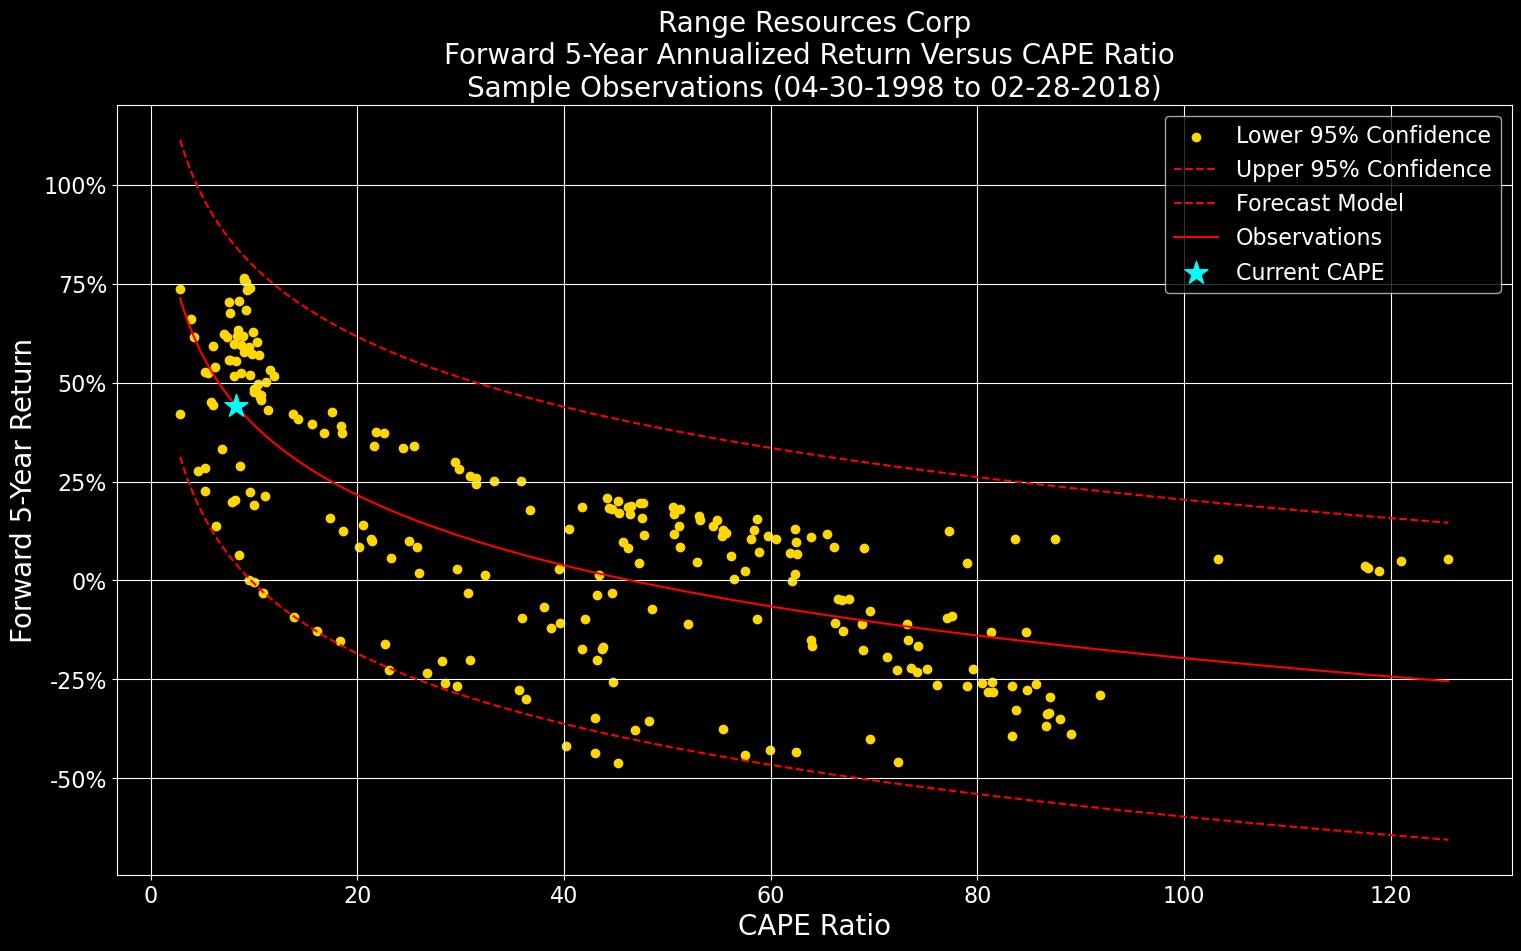 Range Resources Corp
Forward 5-Year Annualized Return Versus CAPE Ratio
Sample Observations (04-30-1998 to 02-28-2018)
Lower 95% Confidence
Upper 95% Confidence
Forecast Model
Observations
Current CAPE
Forward 5-Year Return
100%
75%
50%
25%
0%
-25%
-50%
0 20 40 60 80 100 120
CAPE Ratio